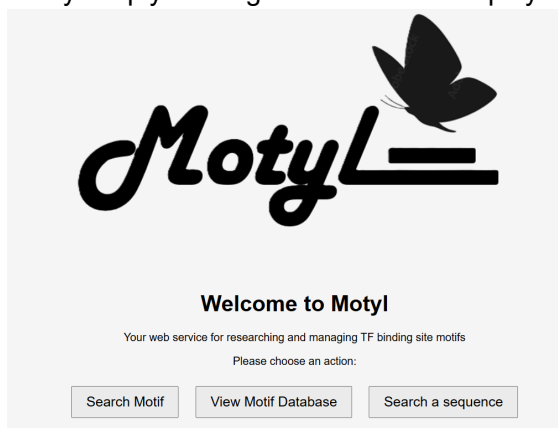 Motyl
Welcome to Motyl
Your web service for researching and managing TF binding site motifs
Please choose an action:
Search Motif View Motif Database Search a sequence